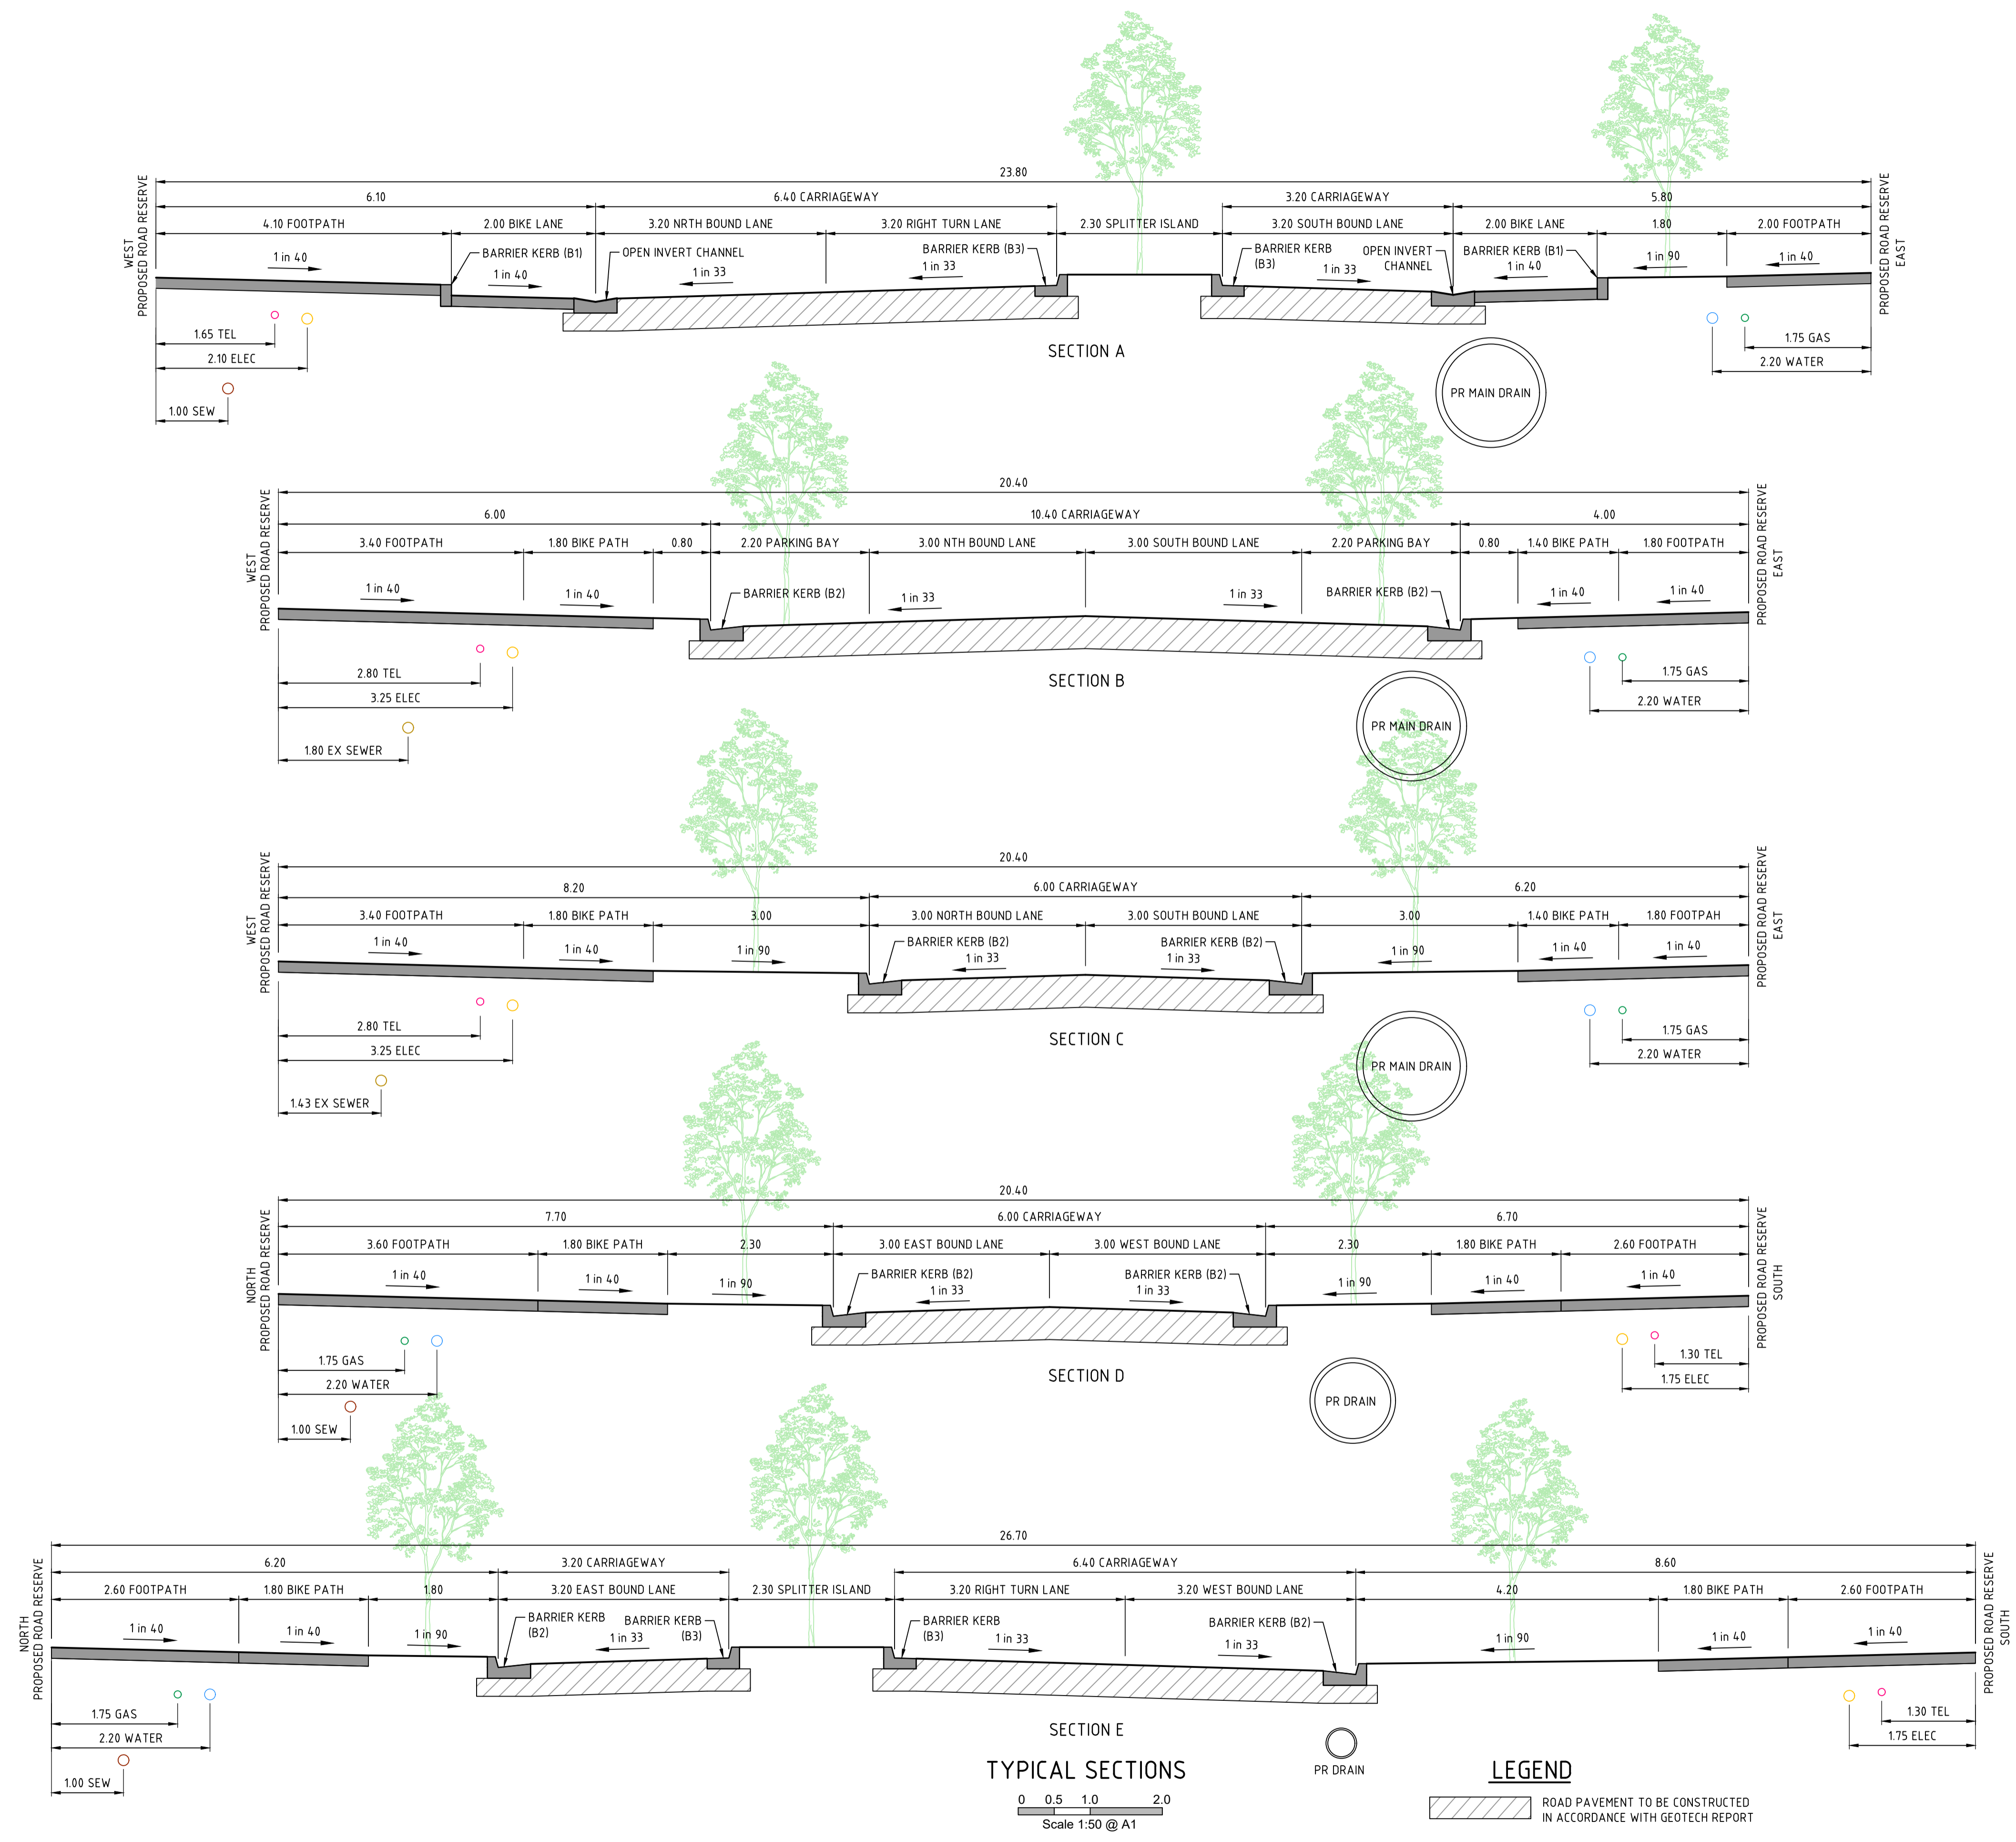 23.80
6.10
6.40 CARRIAGEWAY
3.20 CARRIAGEWAY
5.80
4.10 FOOTPATH
2.00 BIKE LANE
3.20 NRTH BOUND LANE
3.20 RIGHT TURN LANE
2.30 SPLITTER ISLAND
3.20 SOUTH BOUND LANE
2.00 BIKE LANE
1.80
2.00 FOOTPATH
WEST
PROPOSED ROAD RESERVE
1 in 40
BARRIER KERB (B1)
1 in 40
OPEN INVERT CHANNEL
1 in 33
BARRIER KERB (B3)
1 in 33
BARRIER KERB
(B3)
1 in 33
OPEN INVERT
CHANNEL
BARRIER KERB (B1)
1 in 40
1 in 90
1 in 40
PROPOSED ROAD RESERVE
EAST
1.65 TEL
2.10 ELEC
1.00 SEW
SECTION A
PR MAIN DRAIN
1.75 GAS
2.20 WATER
20.40
6.00
10.40 CARRIAGEWAY
4.00
3.40 FOOTPATH
1.80 BIKE PATH
0.80
2.20 PARKING BAY
3.00 NTH BOUND LANE
3.00 SOUTH BOUND LANE
2.20 PARKING BAY
0.80
1.40 BIKE PATH
1.80 FOOTPATH
WEST
PROPOSED ROAD RESERVE
1 in 40
1 in 40
BARRIER KERB (B2)
1 in 33
1 in 33
BARRIER KERB (B2)
1 in 40
1 in 40
PROPOSED ROAD RESERVE
EAST
2.80 TEL
3.25 ELEC
1.80 EX SEWER
SECTION B
PR MAIN DRAIN
1.75 GAS
2.20 WATER
20.40
8.20
6.00 CARRIAGEWAY
6.20
3.40 FOOTPATH
1.80 BIKE PATH
3.00
3.00 NORTH BOUND LANE
3.00 SOUTH BOUND LANE
3.00
1.40 BIKE PATH
1.80 FOOTPAH
WEST
PROPOSED ROAD RESERVE
1 in 40
1 in 40
1 in 90
BARRIER KERB (B2)
1 in 33
BARRIER KERB (B2)
1 in 33
1 in 90
1 in 40
1 in 40
PROPOSED ROAD RESERVE
EAST
2.80 TEL
3.25 ELEC
1.43 EX SEWER
SECTION C
PR MAIN DRAIN
1.75 GAS
2.20 WATER
20.40
7.70
6.00 CARRIAGEWAY
6.70
3.60 FOOTPATH
1.80 BIKE PATH
2.30
3.00 EAST BOUND LANE
3.00 WEST BOUND LANE
2.30
1.80 BIKE PATH
2.60 FOOTPATH
NORTH
PROPOSED ROAD RESERVE
1 in 40
1 in 40
1 in 90
BARRIER KERB (B2)
1 in 33
BARRIER KERB (B2)
1 in 33
1 in 90
1 in 40
1 in 40
PROPOSED ROAD RESERVE
SOUTH
1.75 GAS
2.20 WATER
1.00 SEW
SECTION D
PR DRAIN
1.30 TEL
1.75 ELEC
26.70
6.20
3.20 CARRIAGEWAY
6.40 CARRIAGEWAY
8.60
2.60 FOOTPATH
1.80 BIKE PATH
1.80
3.20 EAST BOUND LANE
2.30 SPLITTER ISLAND
3.20 RIGHT TURN LANE
3.20 WEST BOUND LANE
4.20
1.80 BIKE PATH
2.60 FOOTPATH
NORTH
PROPOSED ROAD RESERVE
1 in 40
1 in 40
1 in 90
BARRIER KERB
(B2)
BARRIER KERB
(B3)
1 in 33
BARRIER KERB
(B3)
1 in 33
BARRIER KERB (B2)
1 in 33
1 in 90
1 in 40
1 in 40
PROPOSED ROAD RESERVE
SOUTH
1.75 GAS
2.20 WATER
1.00 SEW
SECTION E
PR DRAIN
1.30 TEL
1.75 ELEC
TYPICAL SECTIONS
0 0.5 1.0 2.0
Scale 1:50 @ A1
LEGEND
ROAD PAVEMENT TO BE CONSTRUCTED
IN ACCORDANCE WITH GEOTECH REPORT